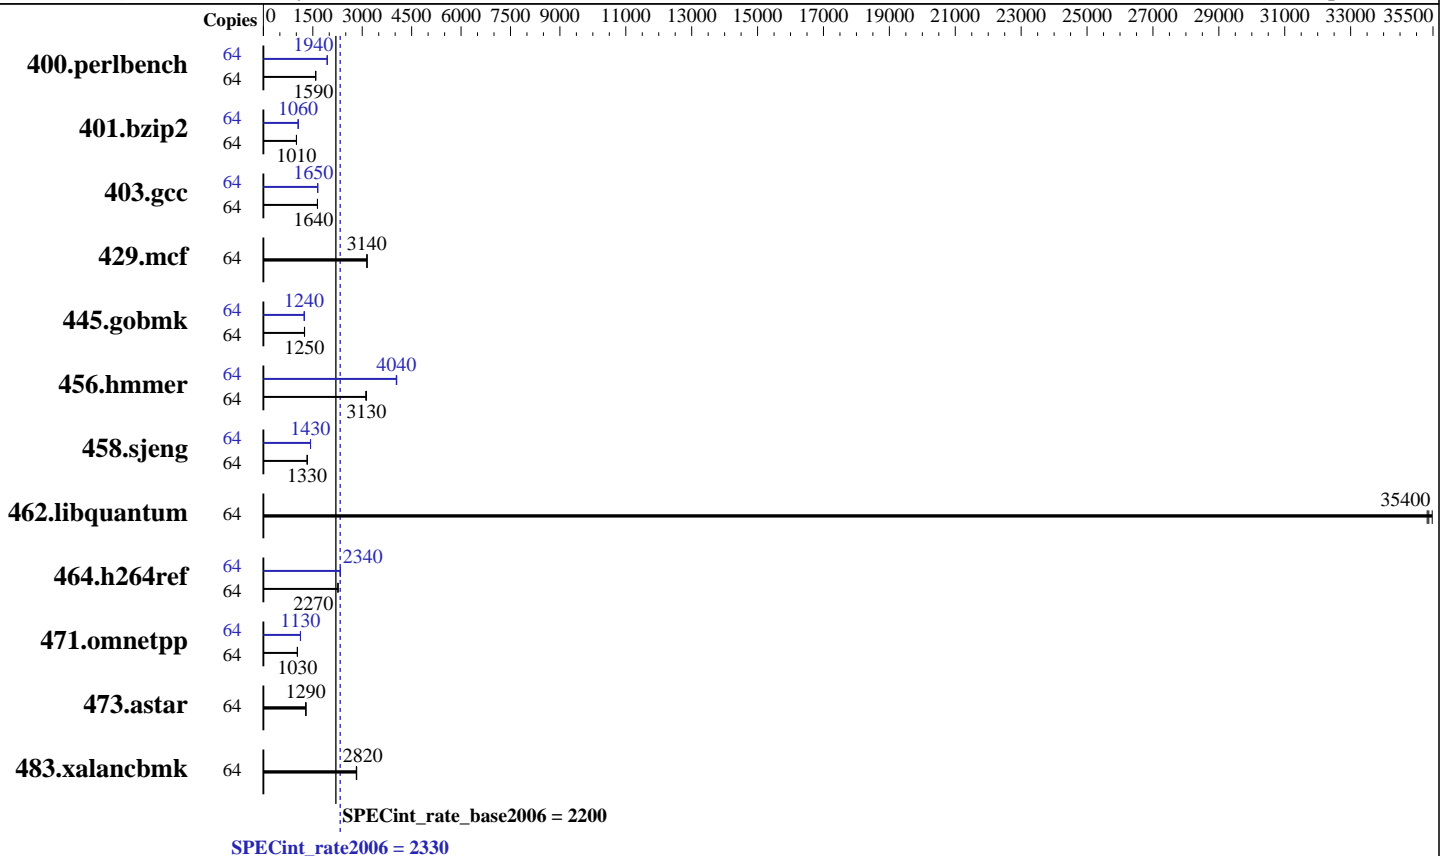 Copies 0 1500 3000 4500 6000 7500 9000 11000 13000 15000 17000 19000 21000 23000 25000 27000 29000 31000 33000 35500
400.perlbench 64 1940
64 1590
401.bzip2 64 1060
64 1010
403.gcc 64 1650
64 1640
429.mcf 64 3140
445.gobmk 64 1240
64 1250
456.hmmer 64 4040
64 3130
458.sjeng 64 1430
64 1330
462.libquantum 64 35400
464.h264ref 64 2340
64 2270
471.omnetpp 64 1130
64 1030
473.astar 64 1290
483.xalancbmk 64 2820
SPECint_rate_base2006 = 2200
SPECint_rate2006 = 2330